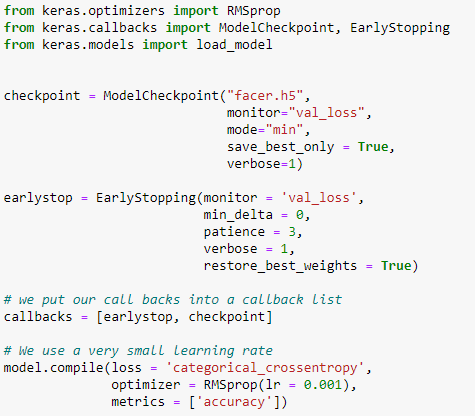 from keras.optimizers import RMSprop
from keras.callbacks import ModelCheckpoint, EarlyStopping
from keras.models import load_model
checkpoint = ModelCheckpoint("facer.h5",
monitor="val_loss",
mode="min",
save_best_only = True,
verbose=1)
earlystop = EarlyStopping(monitor = 'val_loss',
min_delta = 0,
patience = 3,
verbose = 1,
restore_best_weights = True)
# we put our call backs into a callback list
callbacks = [earlystop, checkpoint]
# We use a very small learning rate
model.compile(loss = 'categorical_crossentropy',
optimizer = RMSprop(lr = 0.001),
metrics = ['accuracy'])